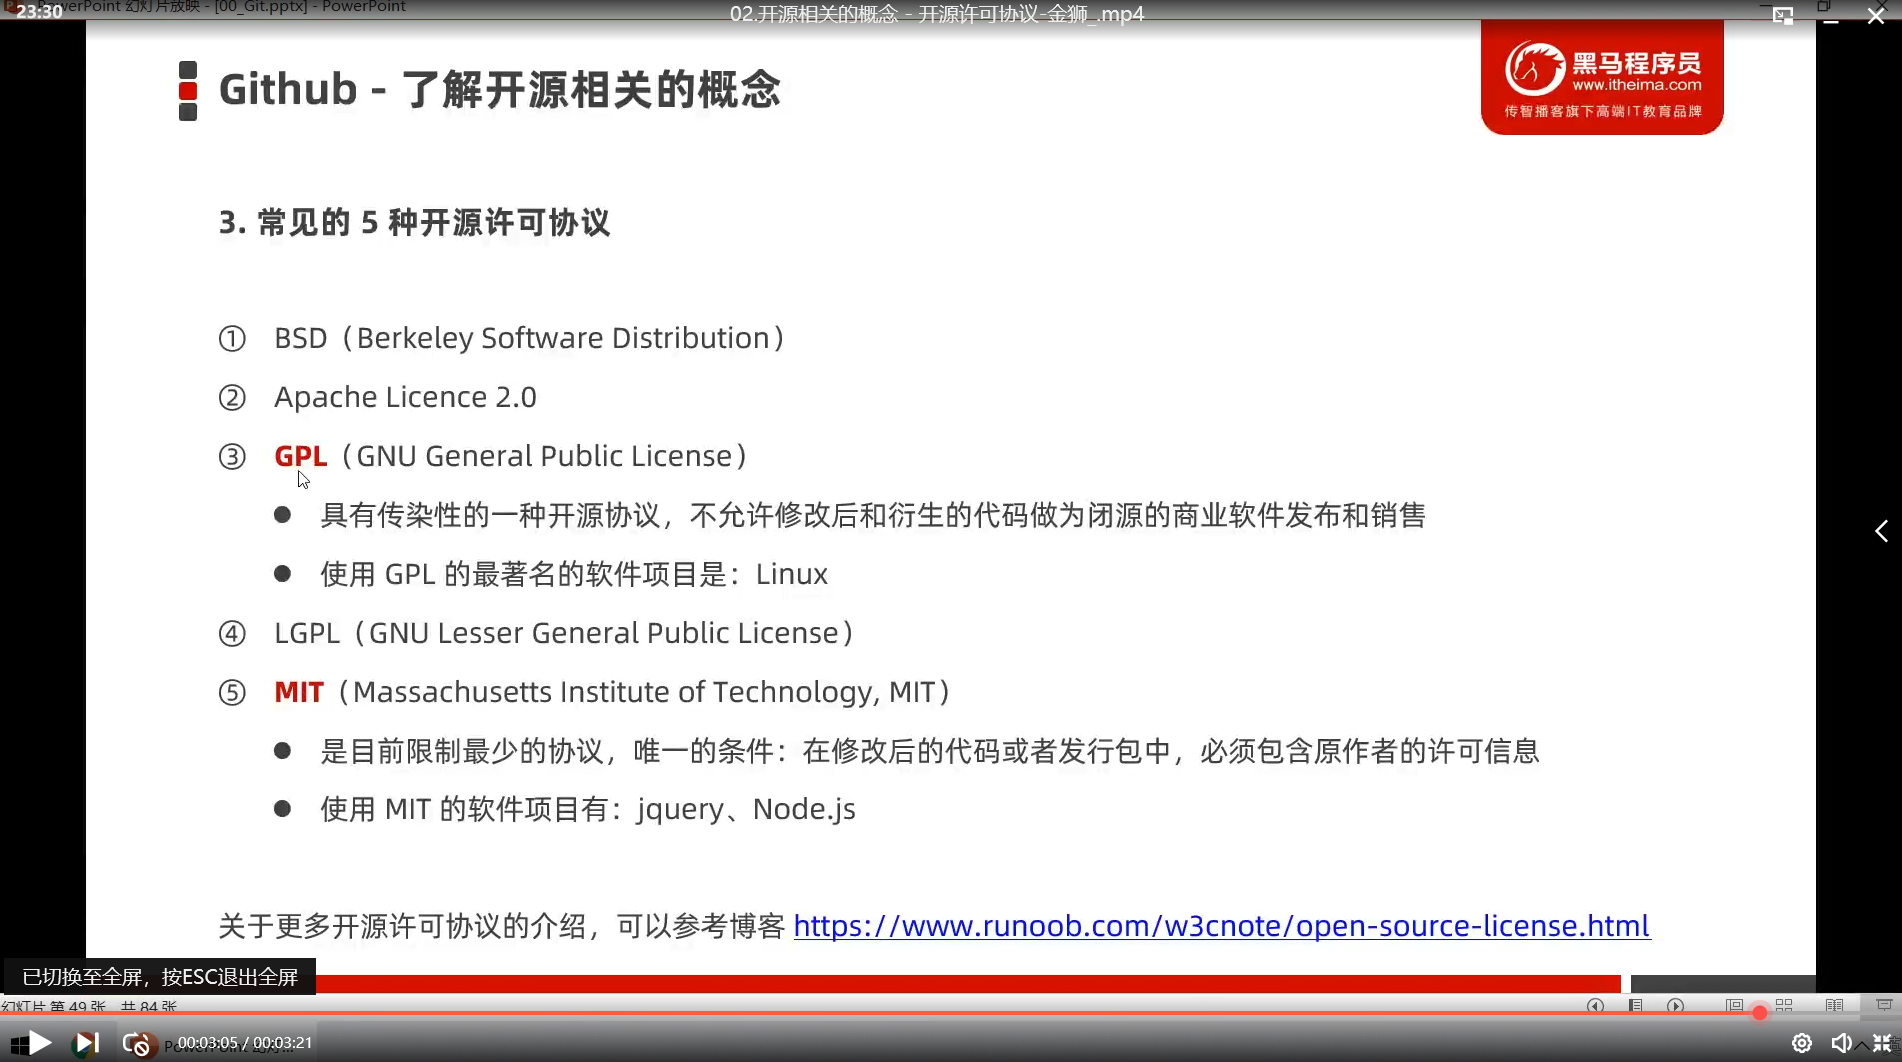 PowerPoint 幻灯片放映 - [00_Git.pptx] - PowerPoint
23:30
02.开源相关的概念 - 开源许可协议-金狮_.mp4
Github - 了解开源相关的概念
黑马程序员
www.itheima.com
传智播客旗下高端IT教育品牌
3. 常见的 5 种开源许可协议
① BSD（Berkeley Software Distribution）
② Apache Licence 2.0
③ GPL（GNU General Public License）
● 具有传染性的一种开源协议，不允许修改后和衍生的代码做为闭源的商业软件发布和销售
● 使用 GPL 的最著名的软件项目是：Linux
④ LGPL（GNU Lesser General Public License）
⑤ MIT（Massachusetts Institute of Technology, MIT）
● 是目前限制最少的协议，唯一的条件：在修改后的代码或者发行包中，必须包含原作者的许可信息
● 使用 MIT 的软件项目有：jquery、Node.js
关于更多开源许可协议的介绍，可以参考博客 https://www.runoob.com/w3cnote/open-source-license.html
已切换至全屏，按ESC退出全屏
幻灯片 第 49 张，共 84 张
00:03:05 / 00:03:21